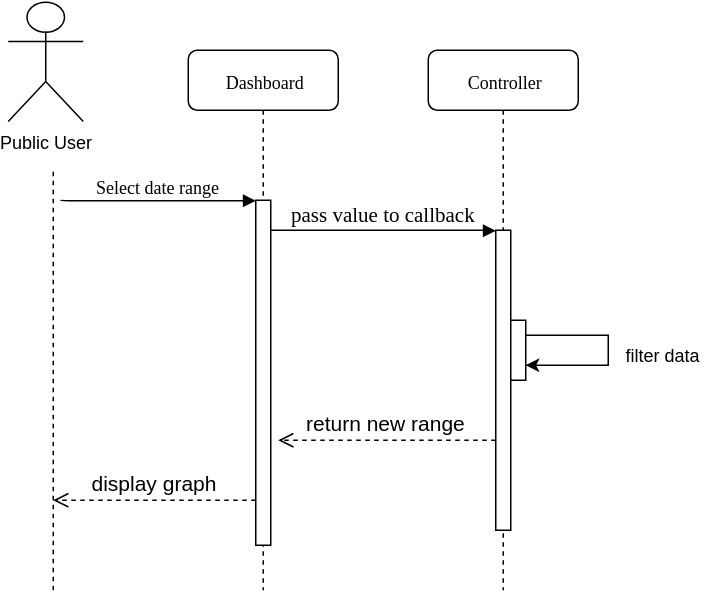 Public User
Dashboard
Controller
Select date range
pass value to callback
filter data
return new range
display graph